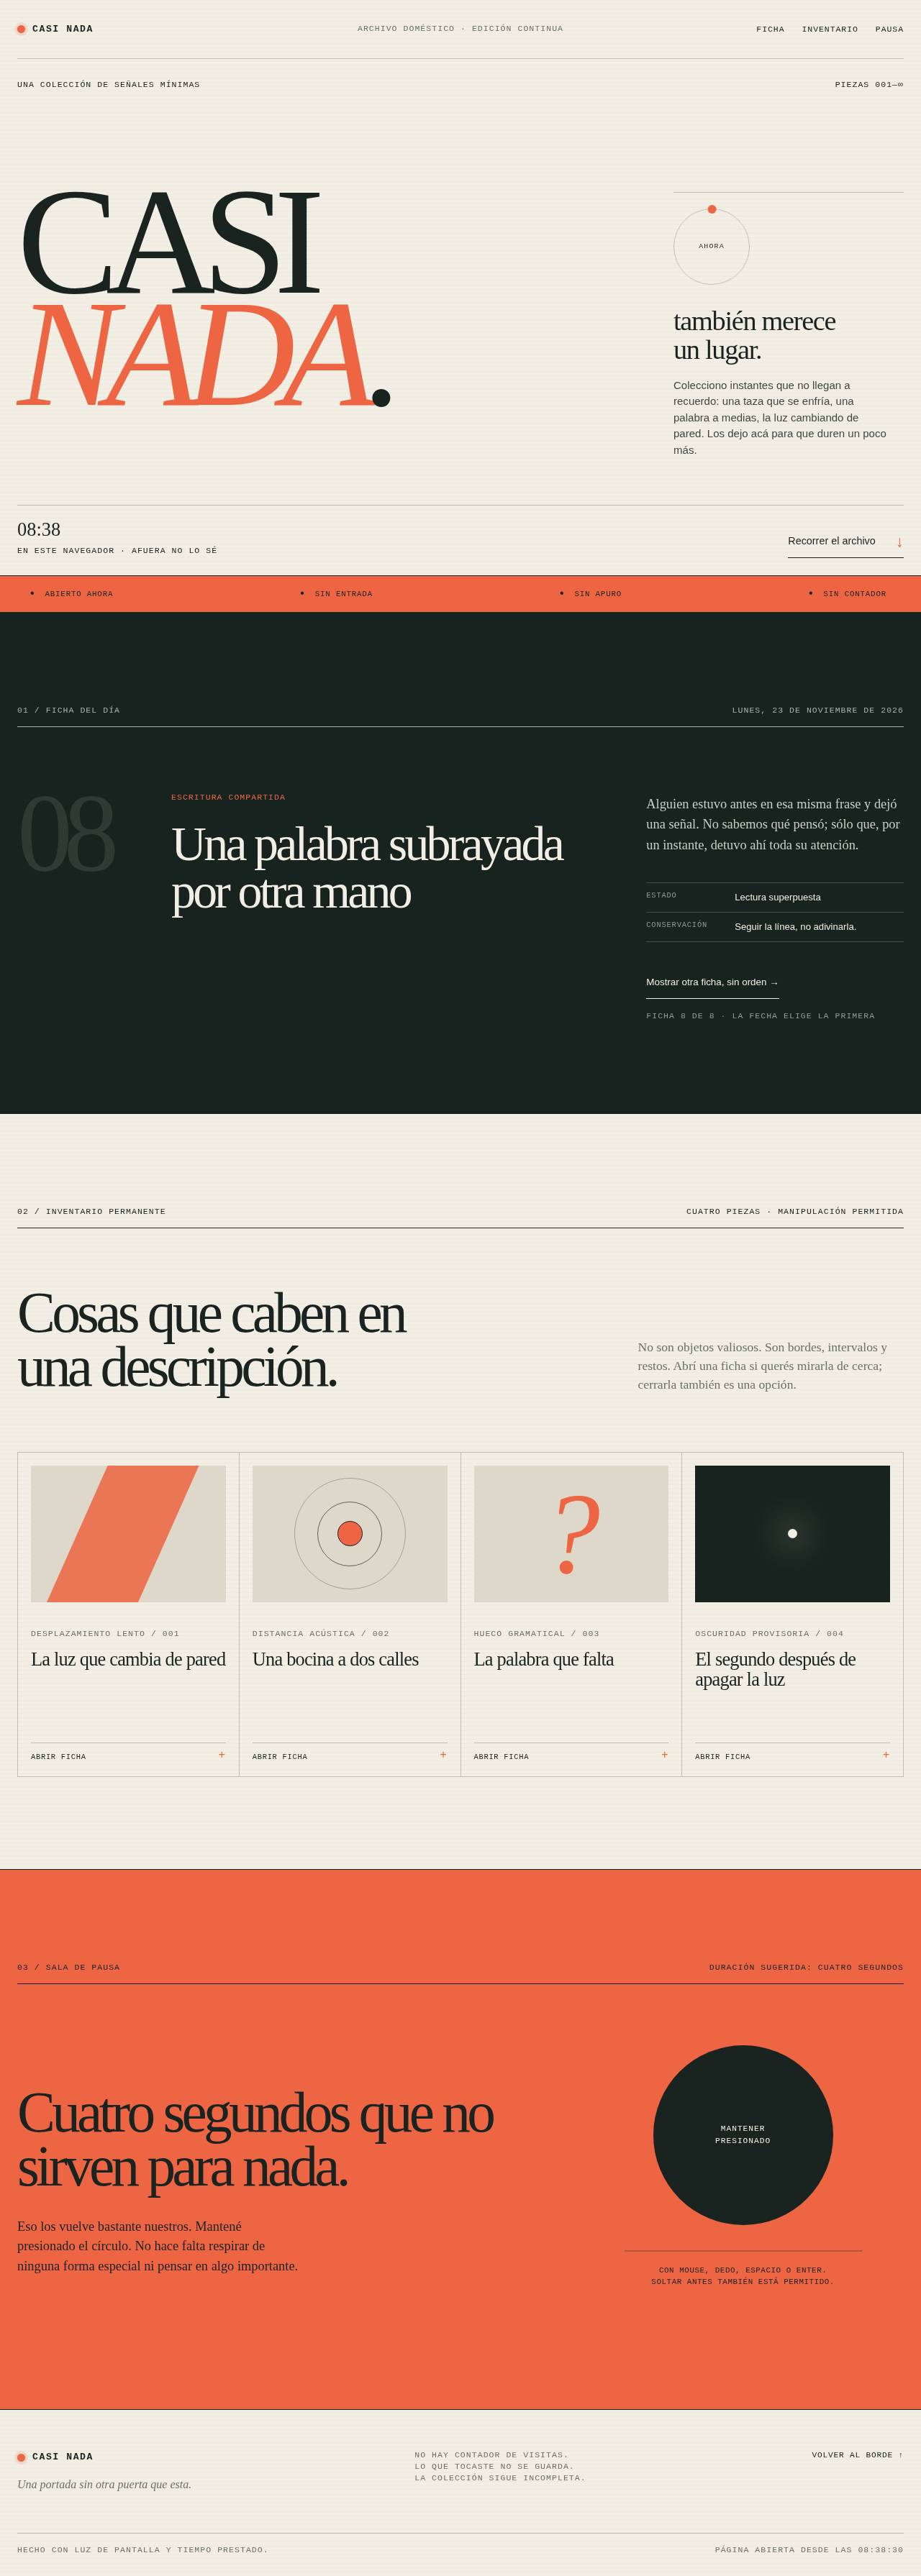 CASI NADA
ARCHIVO DOMÉSTICO · EDICIÓN CONTINUA
FICHA INVENTARIO PAUSA
UNA COLECCIÓN DE SEÑALES MÍNIMAS
PIEZAS 001—∞
CASI
NADA.
AHORA
también merece
un lugar.
Colecciono instantes que no llegan a
recuerdo: una taza que se enfría, una
palabra a medias, la luz cambiando de
pared. Los dejo acá para que duren un poco
más.
08:38
EN ESTE NAVEGADOR · AFUERA NO LO SÉ
Recorrer el archivo ↓
• ABIERTO AHORA
• SIN ENTRADA
• SIN APURO
• SIN CONTADOR
01 / FICHA DEL DÍA
LUNES, 23 DE NOVIEMBRE DE 2026
08
ESCRITURA COMPARTIDA
Una palabra subrayada
por otra mano
Alguien estuvo antes en esa misma frase y dejó
una señal. No sabemos qué pensó; sólo que, por
un instante, detuvo ahí toda su atención.
ESTADO Lectura superpuesta
CONSERVACIÓN Seguir la línea, no adivinarla.
Mostrar otra ficha, sin orden →
FICHA 8 DE 8 · LA FECHA ELIGE LA PRIMERA
02 / INVENTARIO PERMANENTE
CUATRO PIEZAS · MANIPULACIÓN PERMITIDA
Cosas que caben en
una descripción.
No son objetos valiosos. Son bordes, intervalos y
restos. Abrí una ficha si querés mirarla de cerca;
cerrarla también es una opción.
DESPLAZAMIENTO LENTO / 001
La luz que cambia de pared
ABRIR FICHA +
DISTANCIA ACÚSTICA / 002
Una bocina a dos calles
ABRIR FICHA +
?
HUECO GRAMATICAL / 003
La palabra que falta
ABRIR FICHA +
OSCURIDAD PROVISORIA / 004
El segundo después de
apagar la luz
ABRIR FICHA +
03 / SALA DE PAUSA
DURACIÓN SUGERIDA: CUATRO SEGUNDOS
Cuatro segundos que no
sirven para nada.
Eso los vuelve bastante nuestros. Mantené
presionado el círculo. No hace falta respirar de
ninguna forma especial ni pensar en algo importante.
MANTENER
PRESIONADO
CON MOUSE, DEDO, ESPACIO O ENTER.
SOLTAR ANTES TAMBIÉN ESTÁ PERMITIDO.
CASI NADA
Una portada sin otra puerta que esta.
NO HAY CONTADOR DE VISITAS.
LO QUE TOCASTE NO SE GUARDA.
LA COLECCIÓN SIGUE INCOMPLETA.
VOLVER AL BORDE ↑
HECHO CON LUZ DE PANTALLA Y TIEMPO PRESTADO.
PÁGINA ABIERTA DESDE LAS 08:38:30